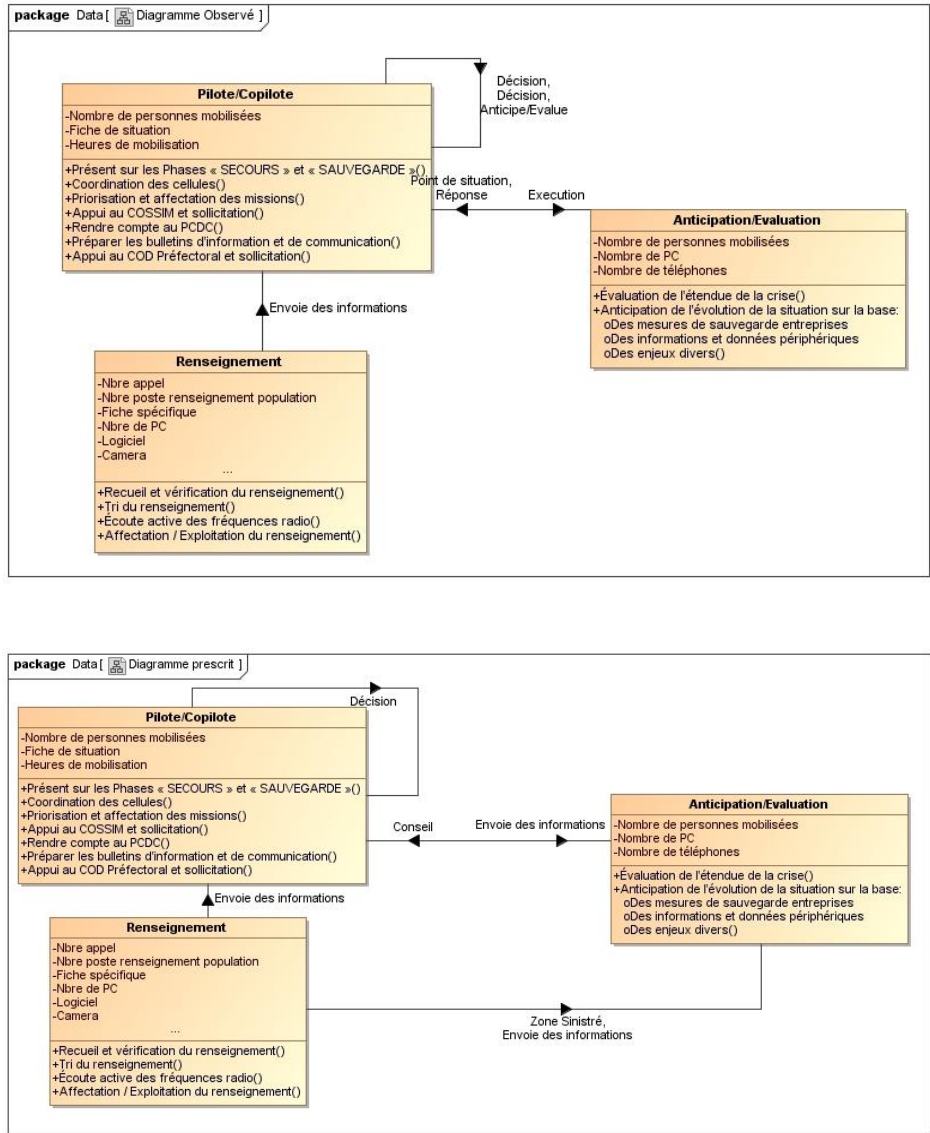 package Data [ Diagramme Observé ]
Décision,
Décision,
Anticipe/Evalue
Pilote/Copilote
-Nombre de personnes mobilisées
-Fiche de situation
-Heures de mobilisation
+Présent sur les Phases « SECOURS » et « SAUVEGARDE »()
+Coordination des cellules()
+Priorisation et affectation des missions()
+Appui au COSSIM et sollicitation()
+Rendre compte au PCDC()
+Préparer les bulletins d'information et de communication()
+Appui au COD Préfectoral et sollicitation()
Point de situation,
Réponse
Execution
Anticipation/Evaluation
-Nombre de personnes mobilisées
-Nombre de PC
-Nombre de téléphones
+Évaluation de l'étendue de la crise()
+Anticipation de l'évolution de la situation sur la base:
oDes mesures de sauvegarde entreprises
oDes informations et données périphériques
oDes enjeux divers()
Envoie des informations
Renseignement
-Nbre appel
-Nbre poste renseignement population
-Fiche spécifique
-Nbre de PC
-Logiciel
-Camera
...
+Recueil et vérification du renseignement()
+Tri du renseignement()
+Écoute active des fréquences radio()
+Affectation / Exploitation du renseignement()
package Data [ Diagramme prescrit ]
Décision
Pilote/Copilote
-Nombre de personnes mobilisées
-Fiche de situation
-Heures de mobilisation
+Présent sur les Phases « SECOURS » et « SAUVEGARDE »()
+Coordination des cellules()
+Priorisation et affectation des missions()
+Appui au COSSIM et sollicitation()
+Rendre compte au PCDC()
+Préparer les bulletins d'information et de communication()
+Appui au COD Préfectoral et sollicitation()
Conseil
Envoie des informations
Anticipation/Evaluation
-Nombre de personnes mobilisées
-Nombre de PC
-Nombre de téléphones
+Évaluation de l'étendue de la crise()
+Anticipation de l'évolution de la situation sur la base:
oDes mesures de sauvegarde entreprises
oDes informations et données périphériques
oDes enjeux divers()
Envoie des informations
Renseignement
-Nbre appel
-Nbre poste renseignement population
-Fiche spécifique
-Nbre de PC
-Logiciel
-Camera
...
+Recueil et vérification du renseignement()
+Tri du renseignement()
+Écoute active des fréquences radio()
+Affectation / Exploitation du renseignement()
Zone Sinistré,
Envoie des informations